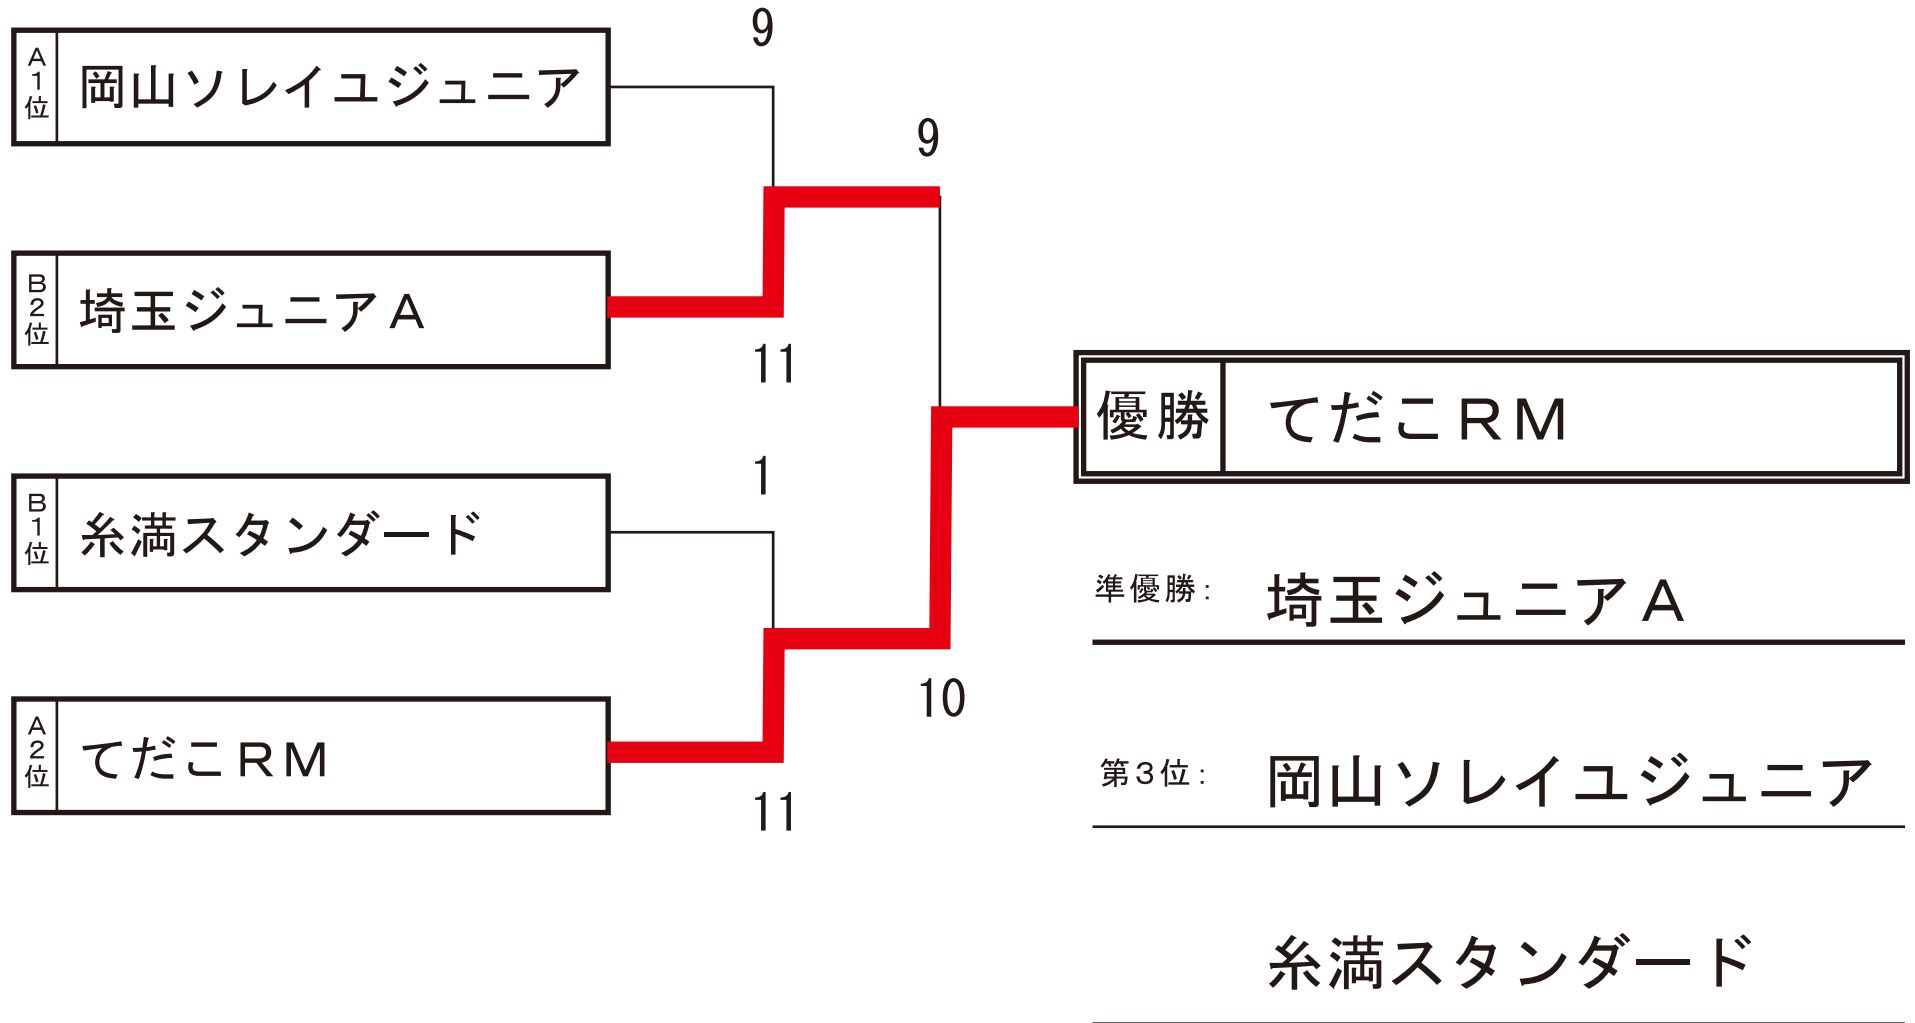 9
A1位 岡山ソレイユジュニア
9
B2位 埼玉ジュニアA
11
優勝 てだこRM
1
B1位 糸満スタンダード
準優勝： 埼玉ジュニアA
10
A2位 てだこRM
第3位： 岡山ソレイユジュニア
11
糸満スタンダード